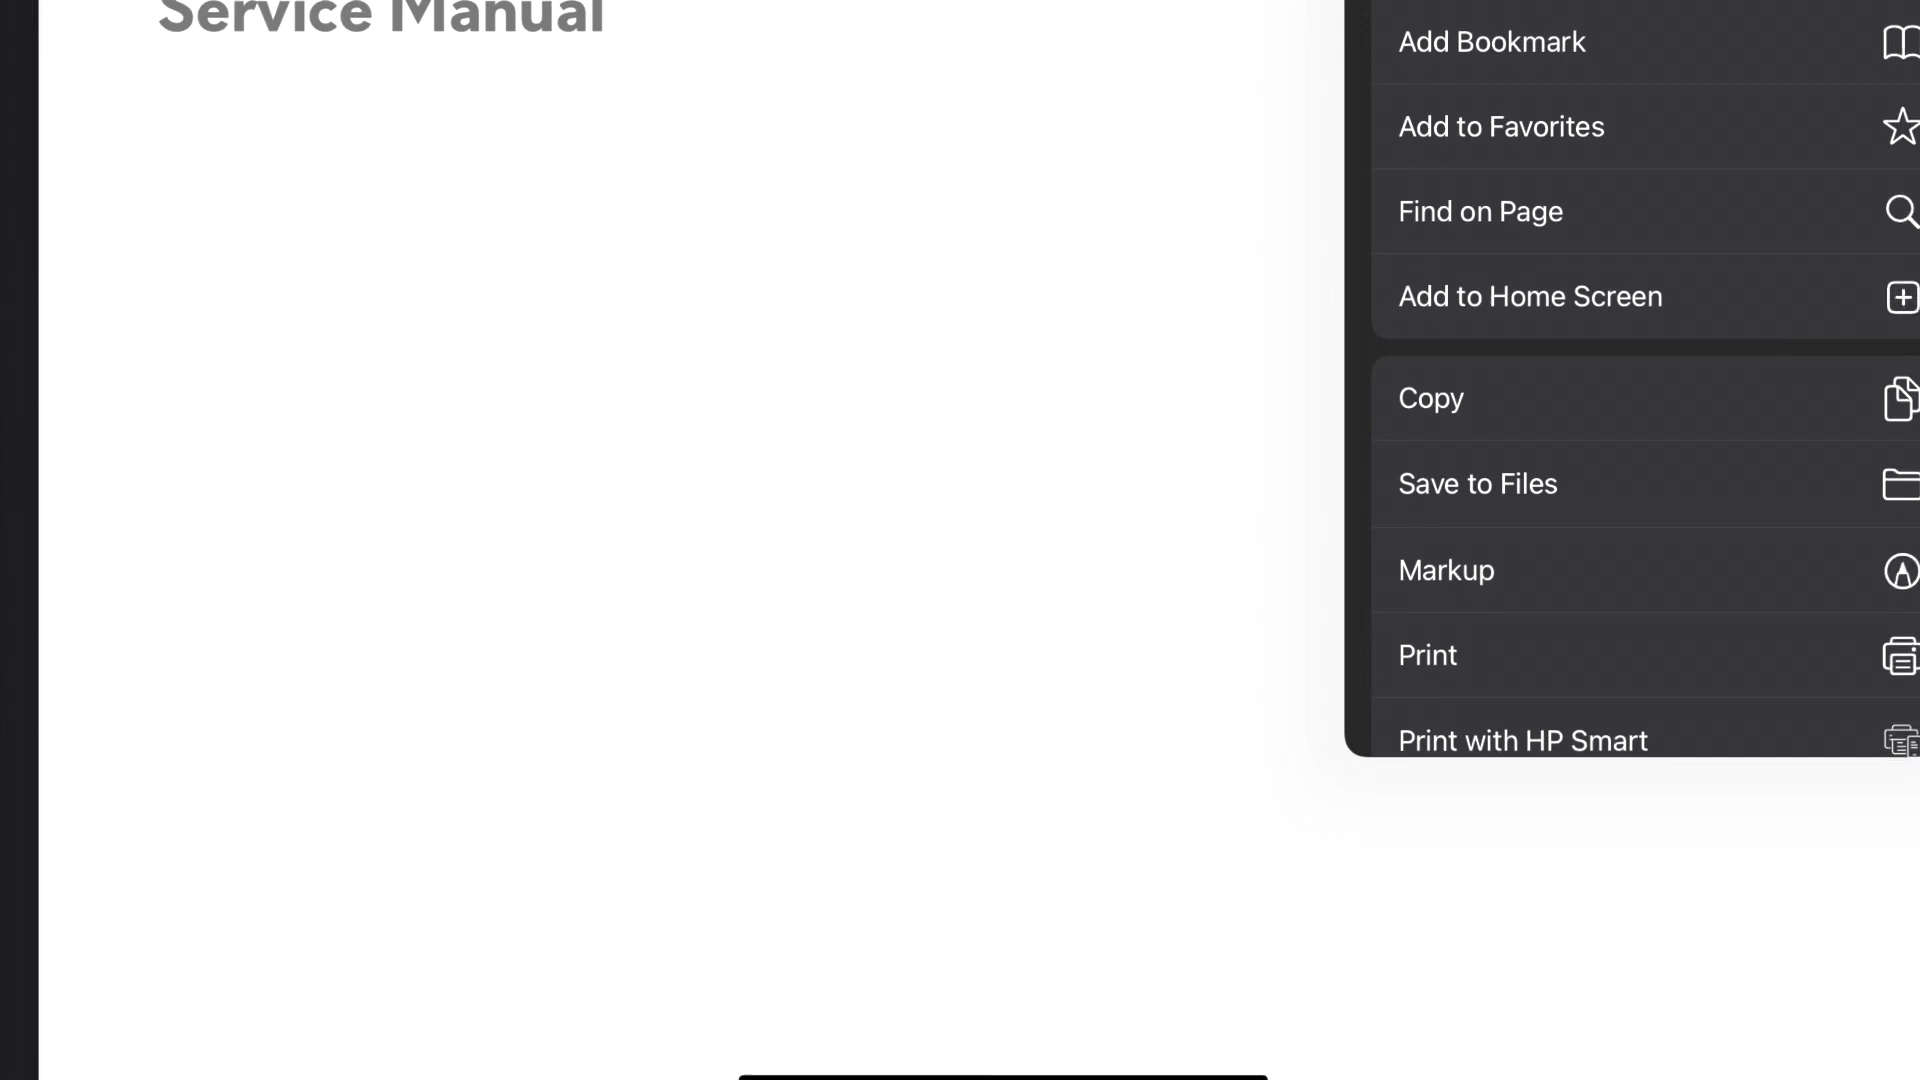 Service Manual
Add Bookmark
Add to Favorites
Find on Page
Add to Home Screen
Copy
Save to Files
Markup
Print
Print with HP Smart